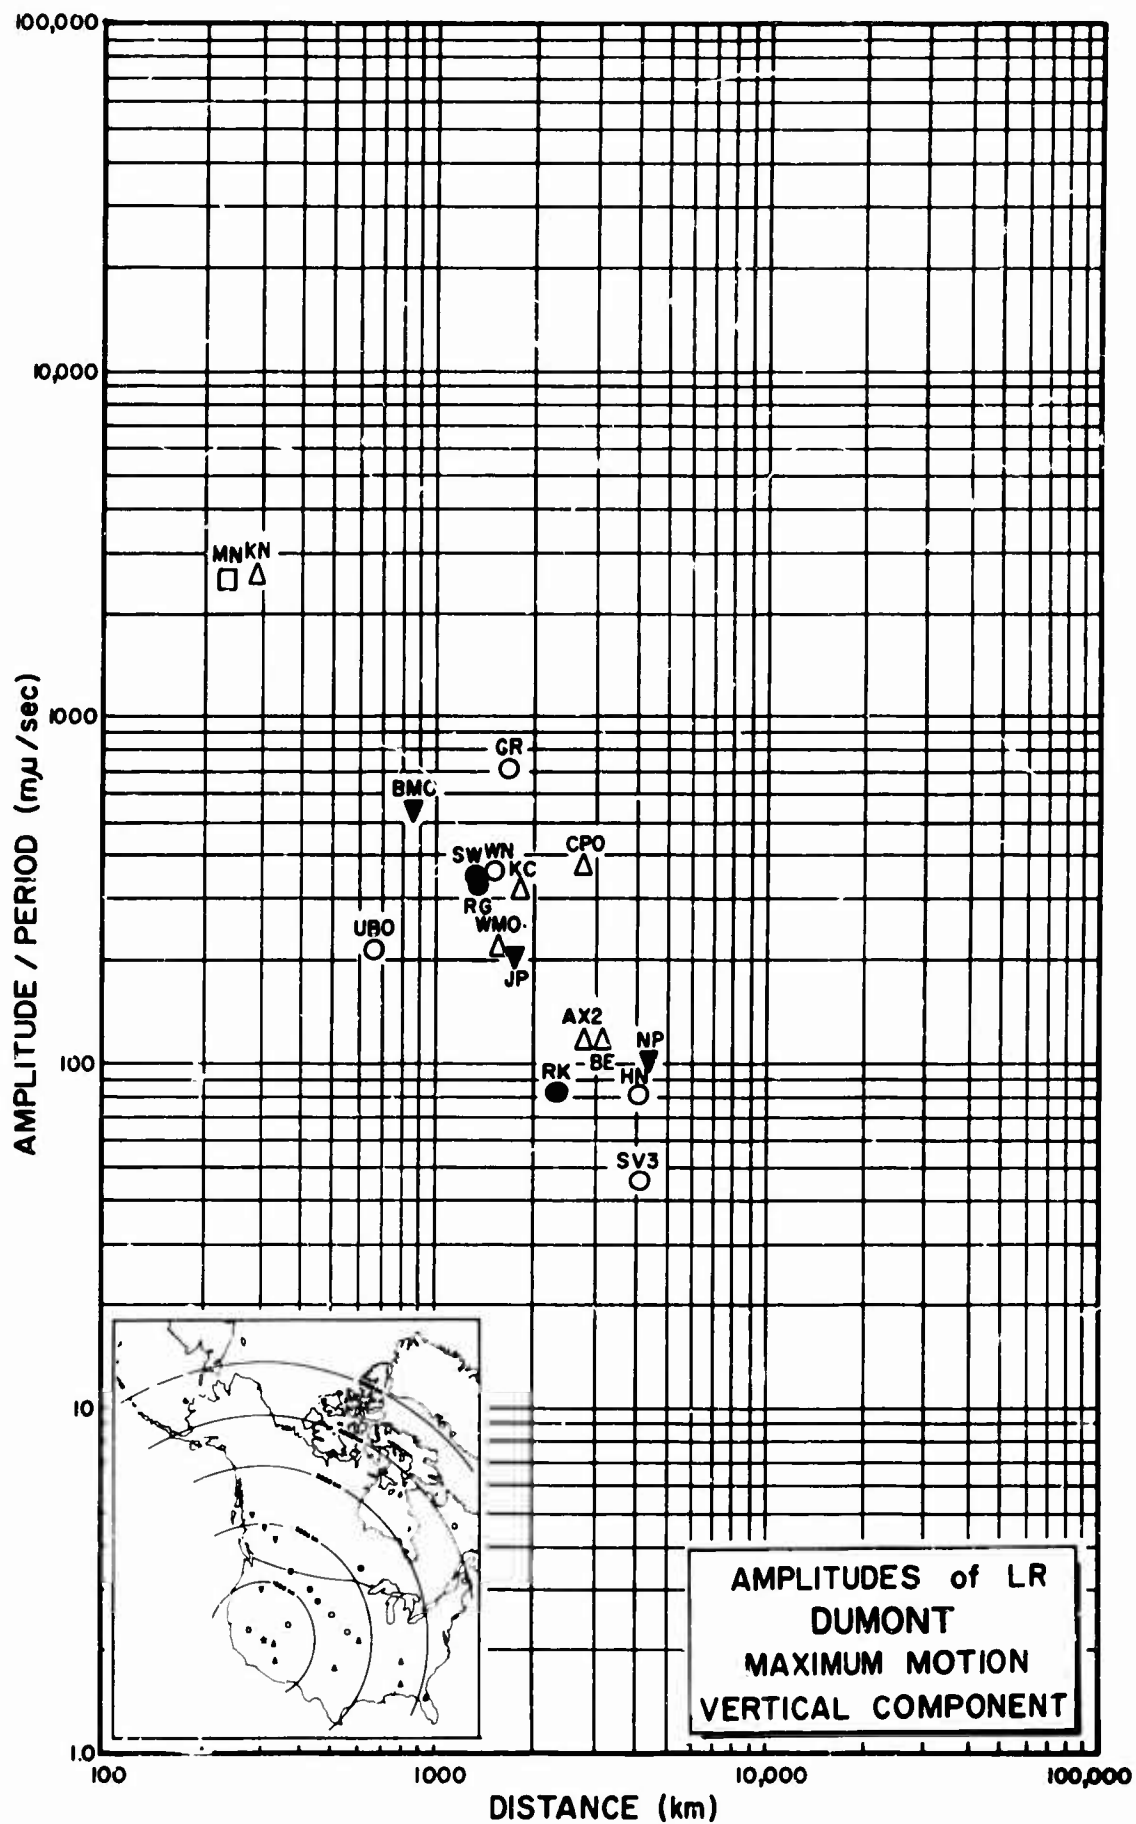 100,000
10,000
1000
100
10
1.0
AMPLITUDE / PERIOD (mμ/sec)
MN KN
GR
BMO
SW WN
CPO
KC
RG
UBO
WMO
JP
AX2
NP
BE
RK
HN
SV3
AMPLITUDES of LR
DUMONT
MAXIMUM MOTION
VERTICAL COMPONENT
100 1000 10,000 100,000
DISTANCE (km)